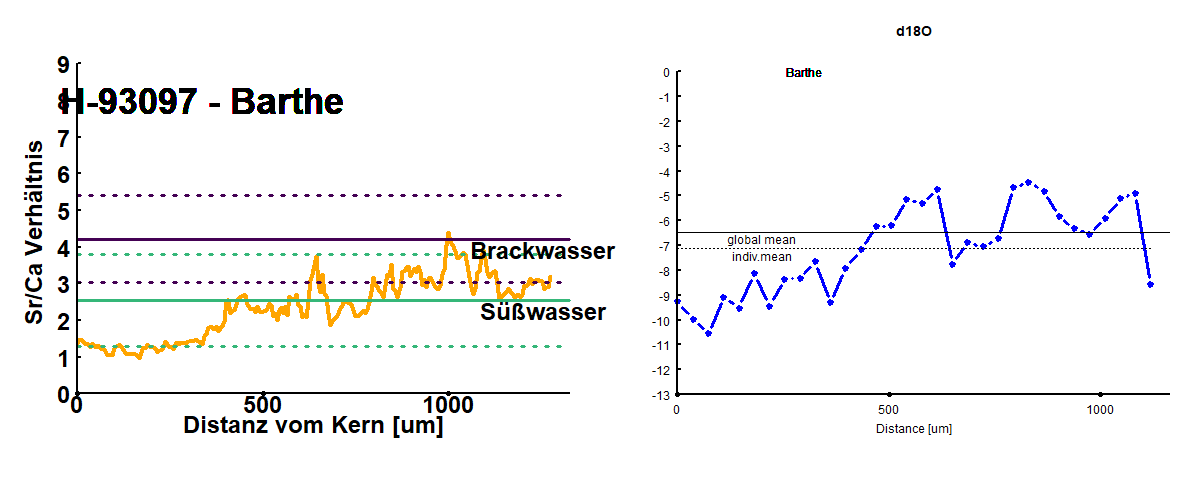 H-93097 - Barthe
Sr/Ca Verhältnis
9
8
7
6
5
4
3
2
1
0
Brackwasser
Süßwasser
0 500 1000
Distanz vom Kern [um]
d18O
Barthe
0
-1
-2
-3
-4
-5
-6
-7
-8
-9
-10
-11
-12
-13
global mean
indiv.mean
0 500 1000
Distance [um]